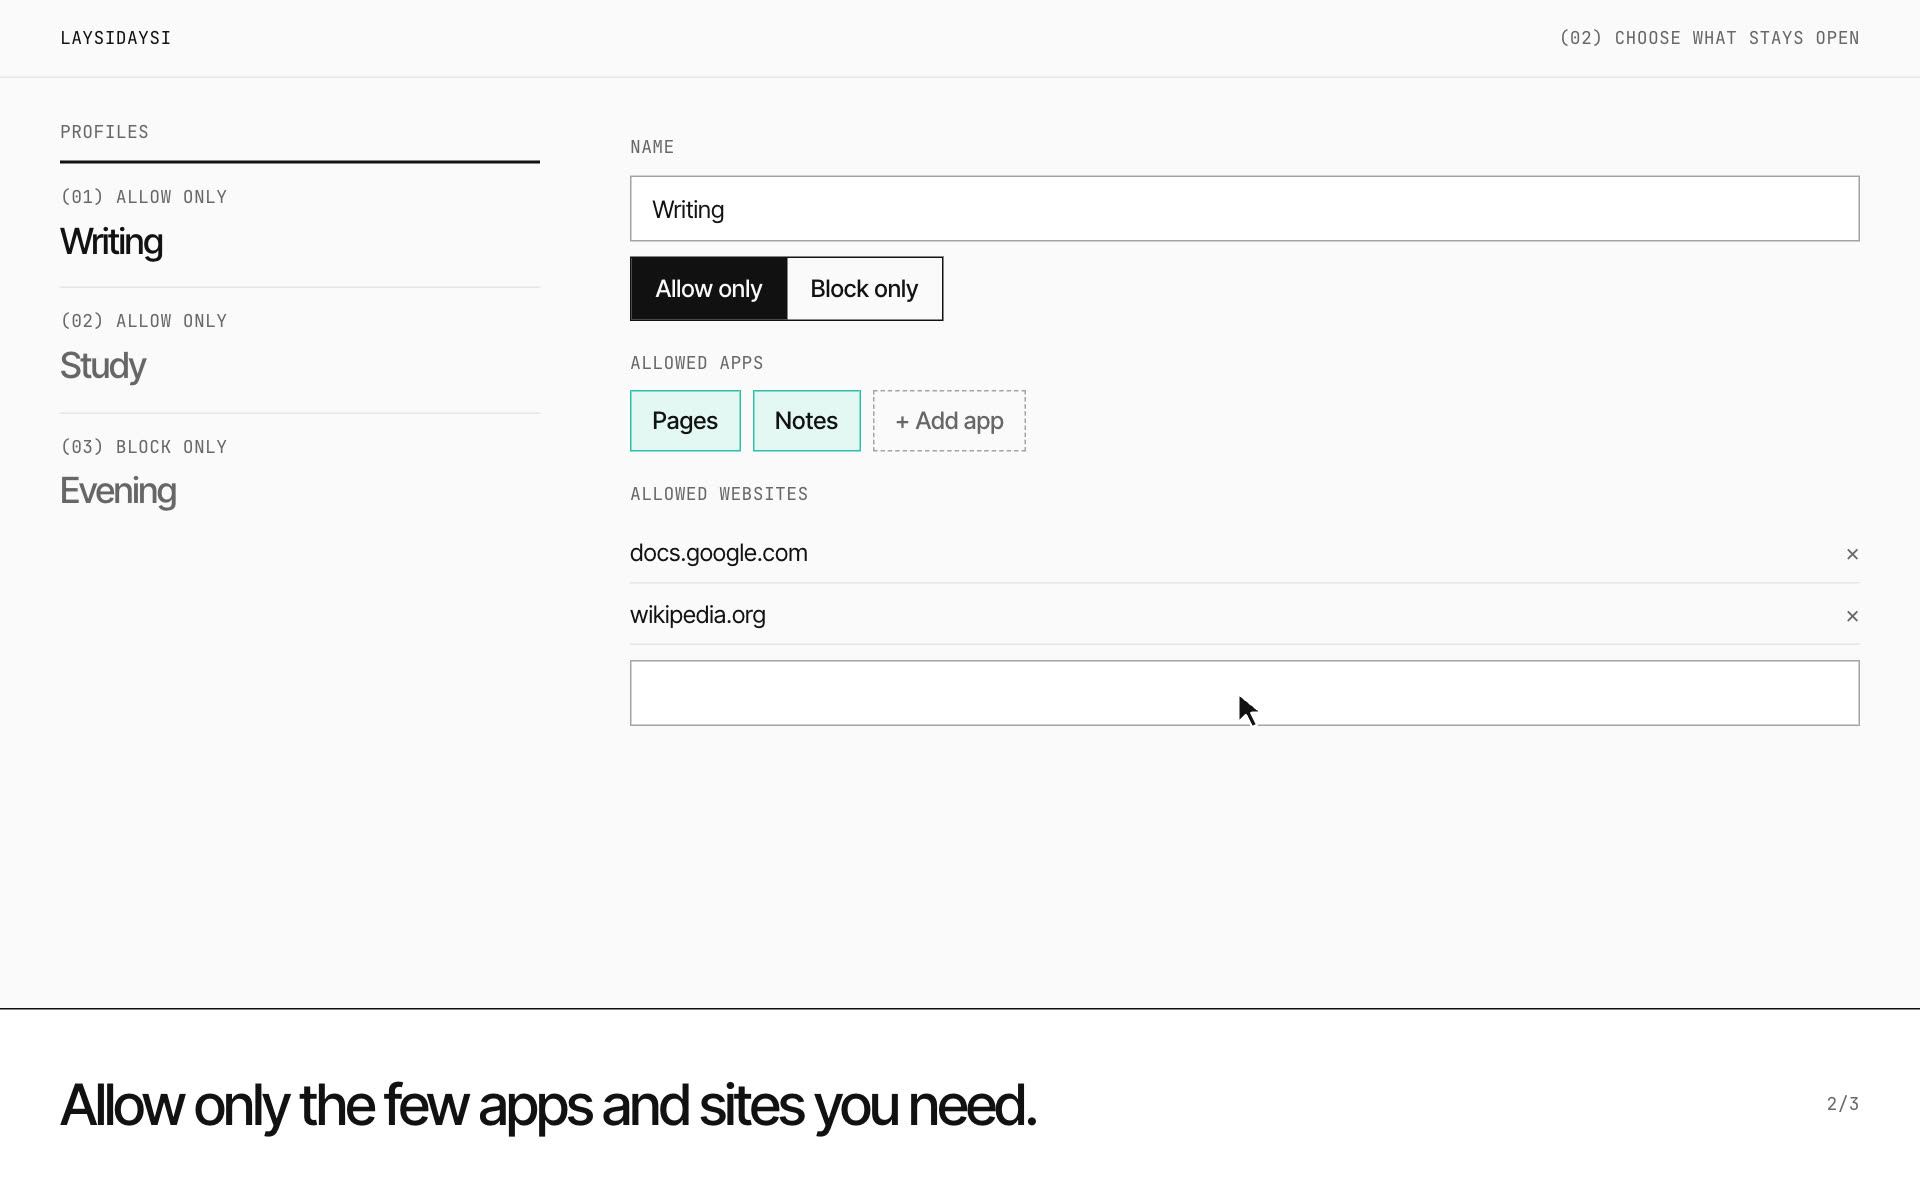 LAYSIDAYSI
(02) CHOOSE WHAT STAYS OPEN
PROFILES
(01) ALLOW ONLY
Writing
(02) ALLOW ONLY
Study
(03) BLOCK ONLY
Evening
NAME
Writing
Allow only Block only
ALLOWED APPS
Pages Notes + Add app
ALLOWED WEBSITES
docs.google.com ×
wikipedia.org ×
Allow only the few apps and sites you need.
2/3